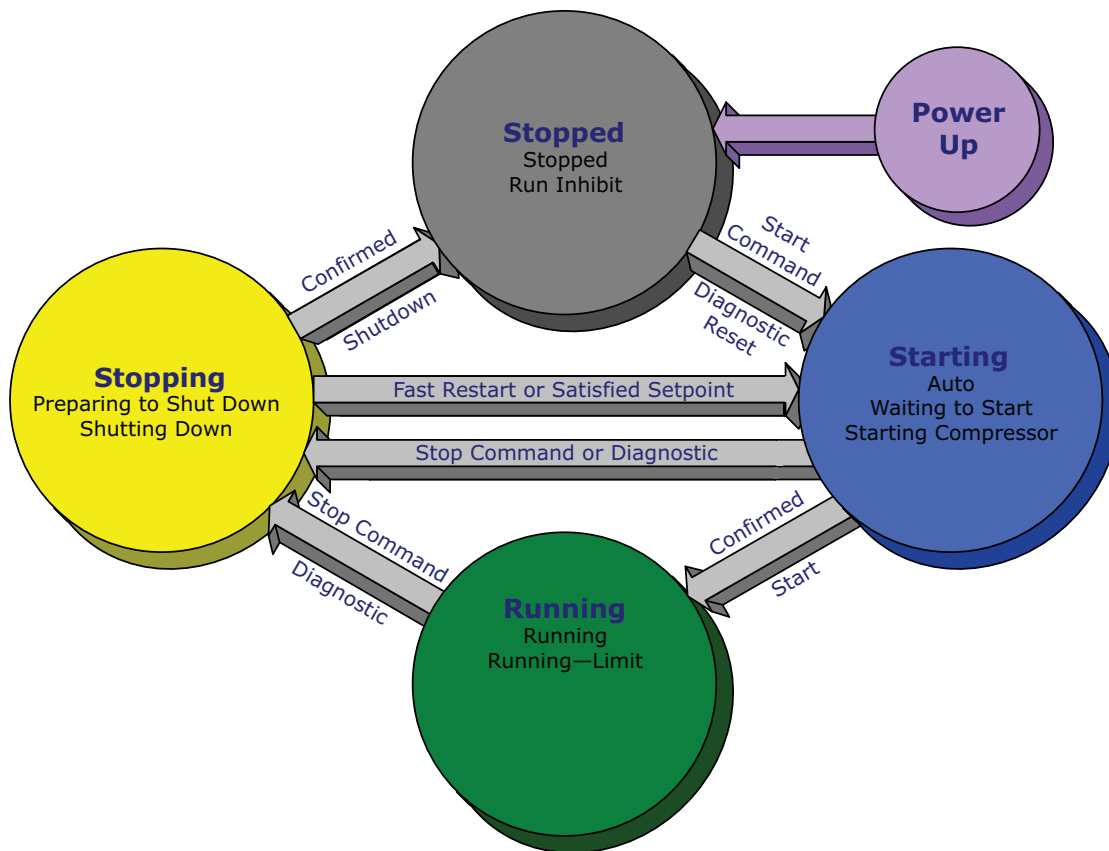 Power
Up
Stopped
Stopped
Run Inhibit
Start
Command
Diagnostic
Reset
Confirmed
Shutdown
Stopping
Preparing to Shut Down
Shutting Down
Fast Restart or Satisfied Setpoint
Stop Command or Diagnostic
Starting
Auto
Waiting to Start
Starting Compressor
Stop Command
Diagnostic
Confirmed
Start
Running
Running
Running—Limit